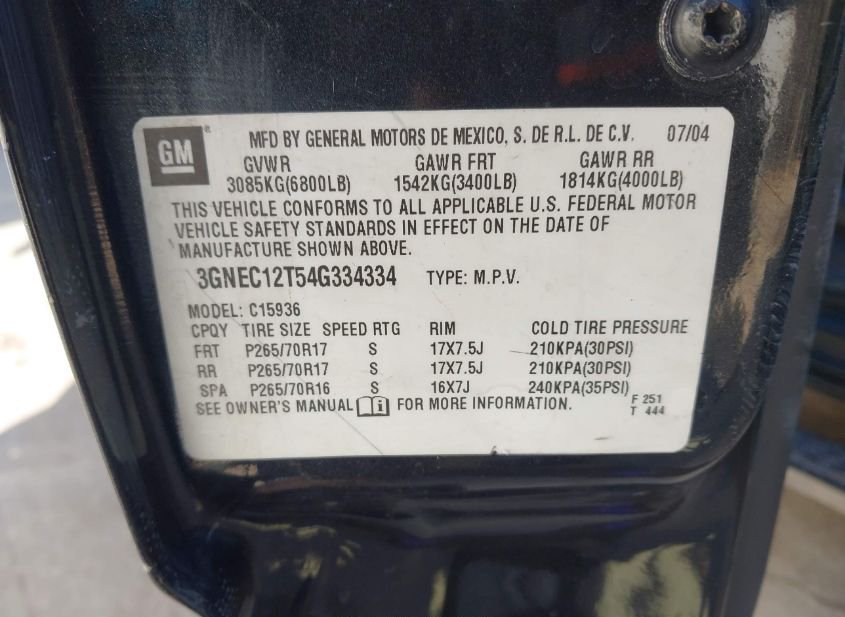 GM ® MFD BY GENERAL MOTORS DE MEXICO, S. DE R.L. DE C.V. 07/04
GVWR GAWR FRT GAWR RR
3085KG(6800LB) 1542KG(3400LB) 1814KG(4000LB)
THIS VEHICLE CONFORMS TO ALL APPLICABLE U.S. FEDERAL MOTOR
VEHICLE SAFETY STANDARDS IN EFFECT ON THE DATE OF
MANUFACTURE SHOWN ABOVE.
3GNEC12T54G334334 TYPE: M.P.V.
MODEL: C15936
CPQY TIRE SIZE SPEED RTG RIM COLD TIRE PRESSURE
FRT P265/70R17 S 17X7.5J 210KPA(30PSI)
RR P265/70R17 S 17X7.5J 210KPA(30PSI)
SPA P265/70R16 S 16X7J 240KPA(35PSI)
SEE OWNER'S MANUAL i FOR MORE INFORMATION. F 251
T 444